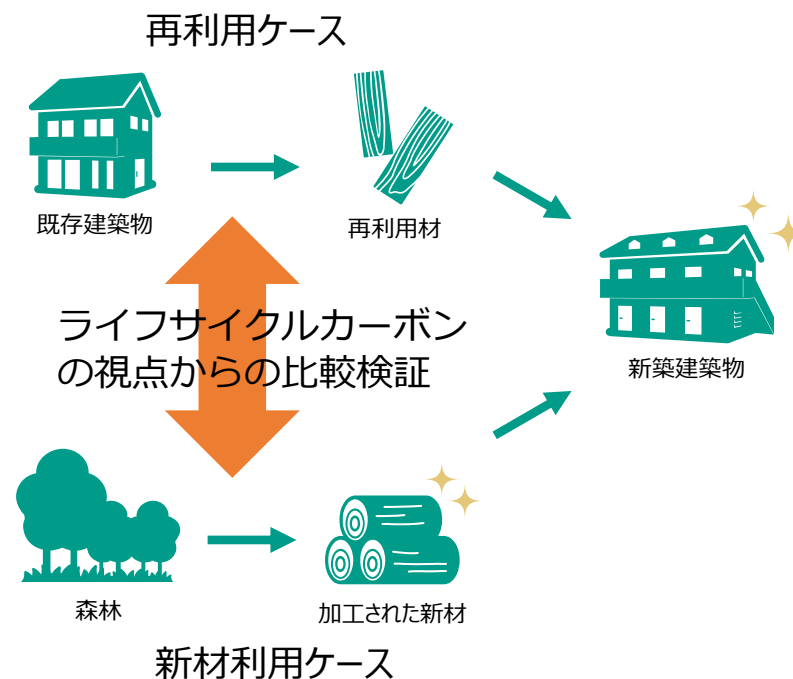 再利用ケース
既存建築物
再利用材
ライフサイクルカーボン
の視点からの比較検証
新築建築物
森林
加工された新材
新材利用ケース